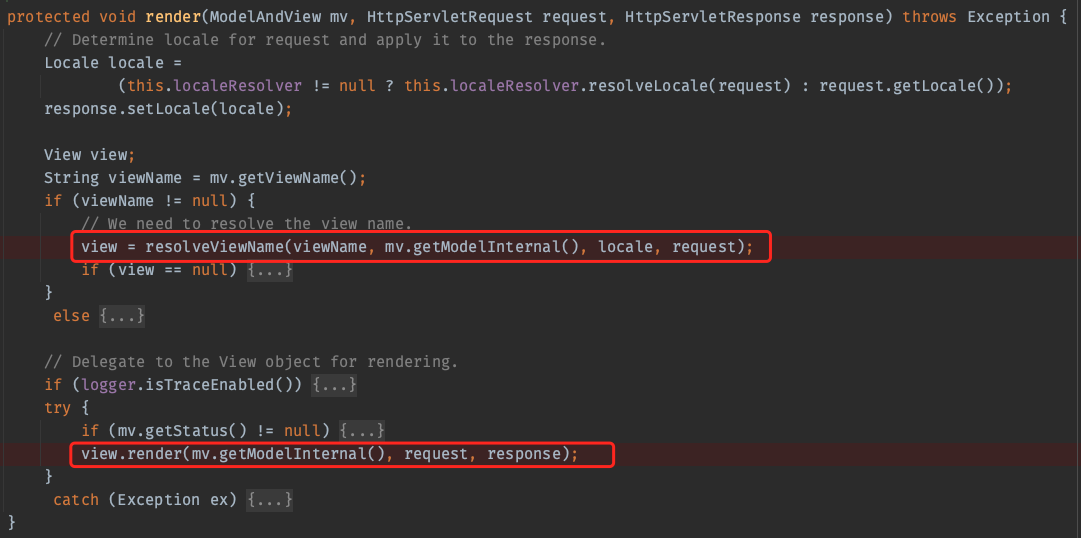 protected void render(ModelAndView mv, HttpServletRequest request, HttpServletResponse response) throws Exception {
    // Determine locale for request and apply it to the response.
    Locale locale =
            (this.localeResolver != null ? this.localeResolver.resolveLocale(request) : request.getLocale());
    response.setLocale(locale);

    View view;
    String viewName = mv.getViewName();
    if (viewName != null) {
        // We need to resolve the view name.
        view = resolveViewName(viewName, mv.getModelInternal(), locale, request);
        if (view == null) {...}
    }
     else {...}

    // Delegate to the View object for rendering.
    if (logger.isTraceEnabled()) {...}
    try {
        if (mv.getStatus() != null) {...}
        view.render(mv.getModelInternal(), request, response);
    }
     catch (Exception ex) {...}
}